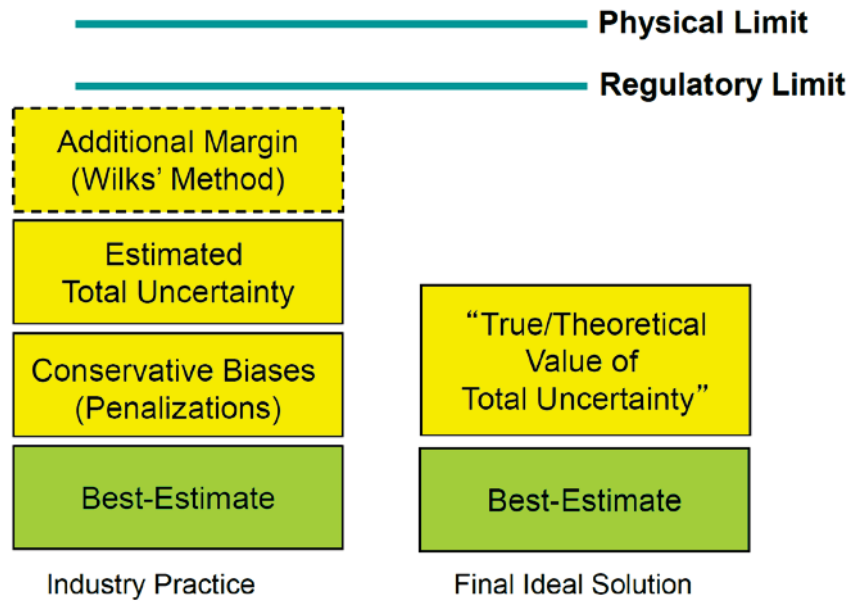 Physical Limit
Regulatory Limit
Additional Margin
(Wilks’ Method)
Estimated
Total Uncertainty
Conservative Biases
(Penalizations)
Best-Estimate
Industry Practice
“True/Theoretical
Value of
Total Uncertainty”
Best-Estimate
Final Ideal Solution